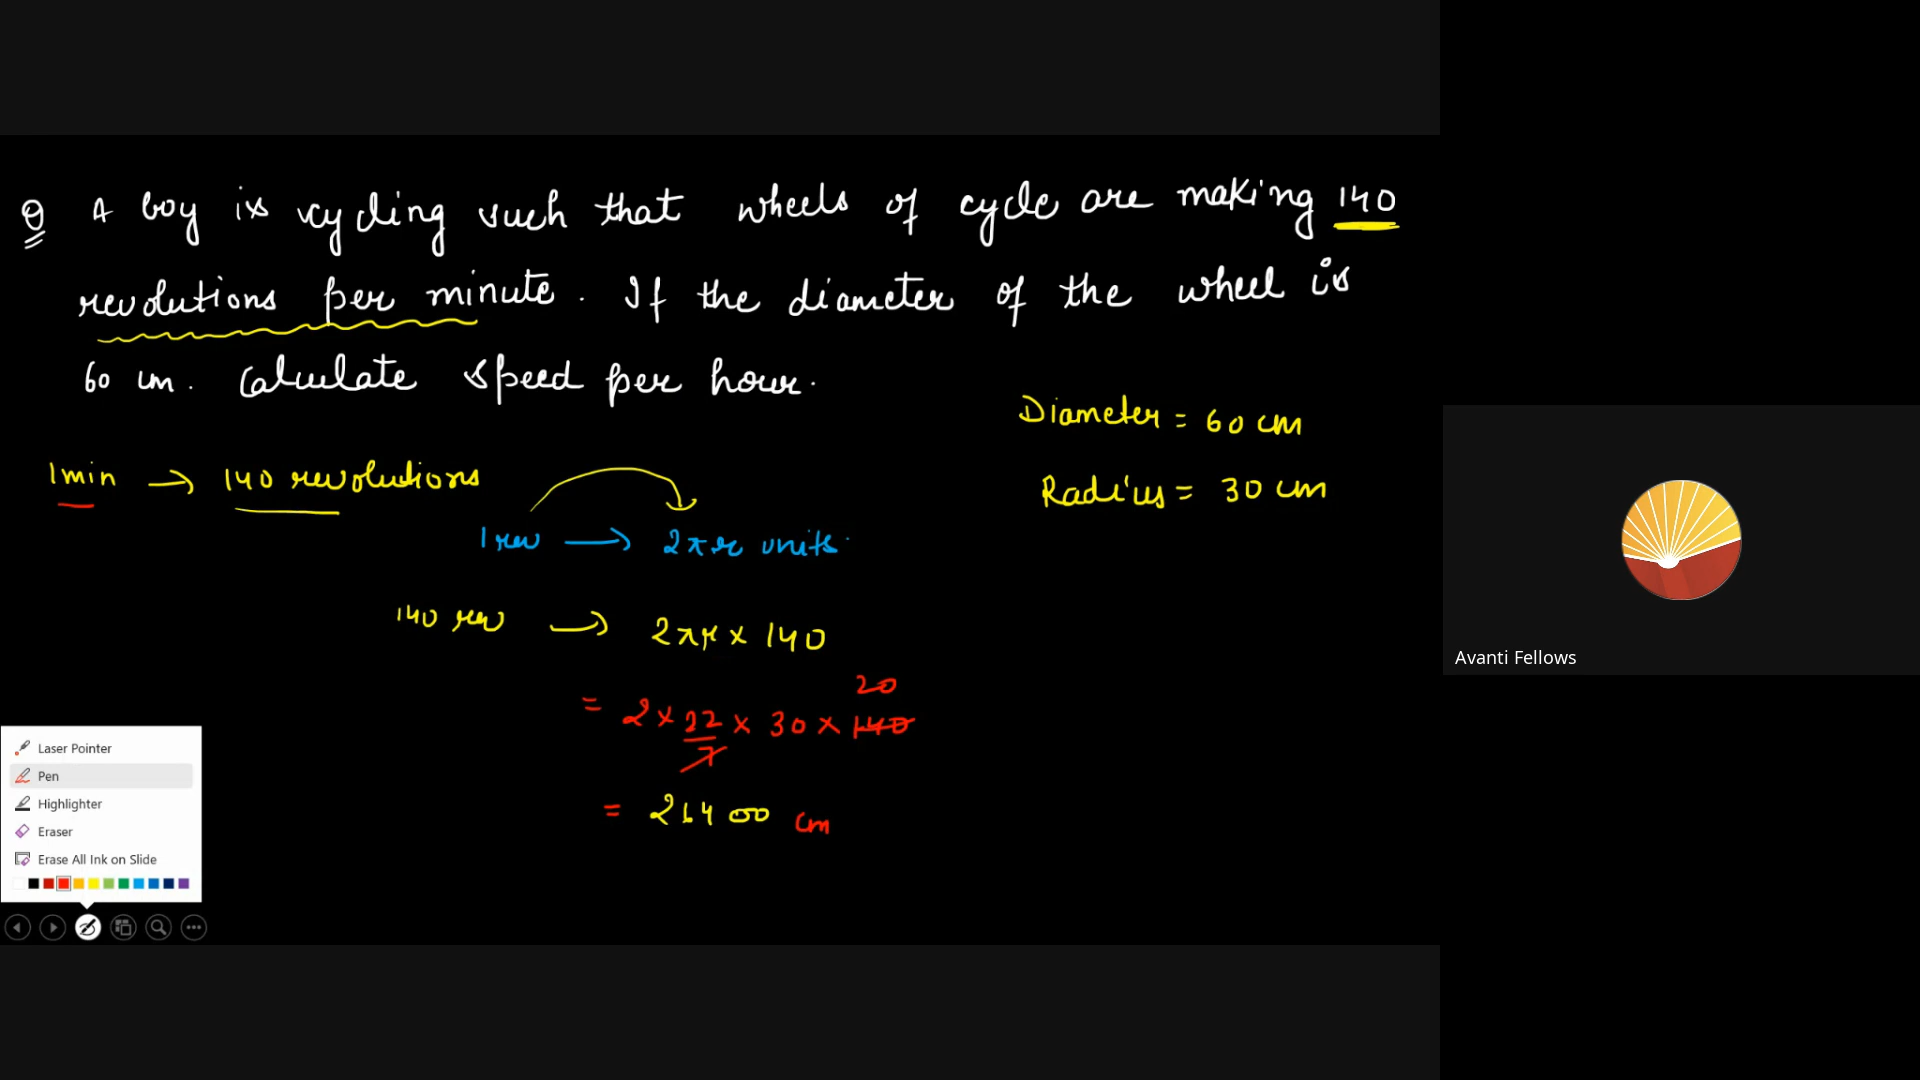 Q A boy is cycling such that wheels of cycle are making 140
revolutions per minute. If the diameter of the wheel is
60 cm. Calculate speed per hour.
Diameter = 60 cm
1min → 140 revolutions
Radius = 30 cm
1 rev → 2πr units.
140 rev → 2πr × 140
20
= 2 × 22/7 × 30 × 140
= 26400 cm
Laser Pointer
Pen
Highlighter
Eraser
Erase All Ink on Slide
Avanti Fellows